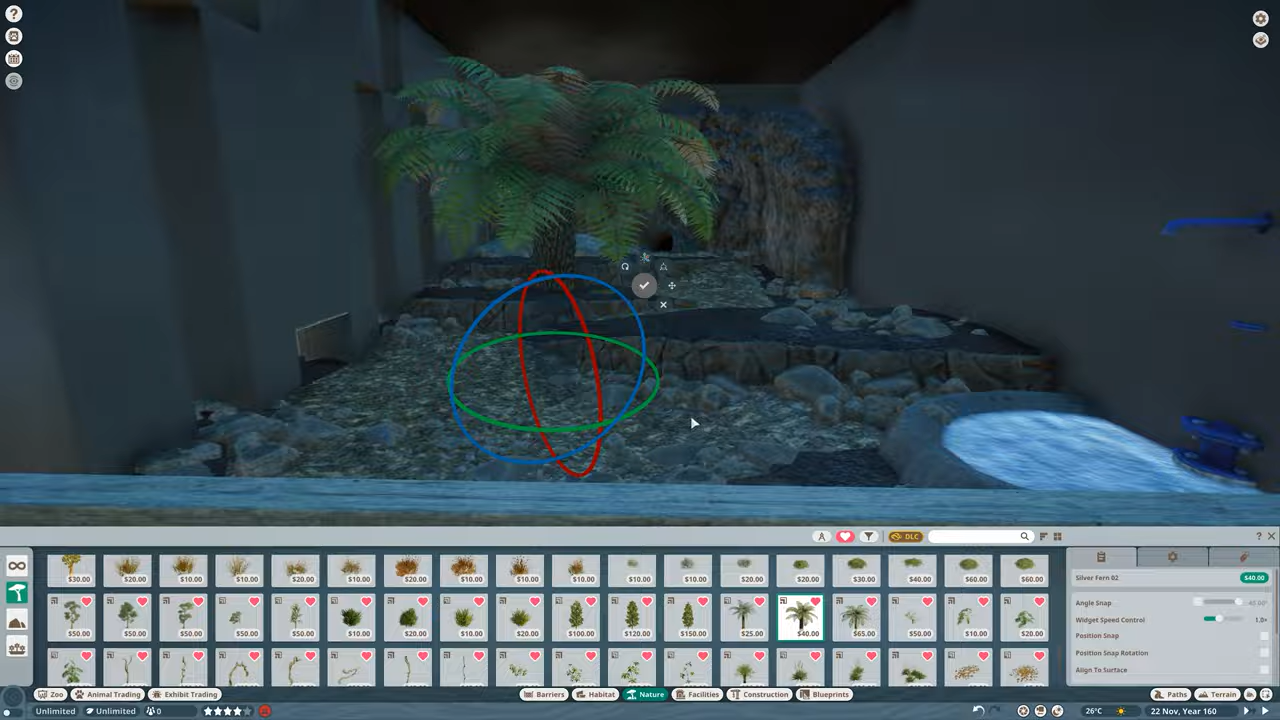 ?
DLC
? ×
$30.00 $20.00 $10.00 $10.00 $20.00 $10.00 $20.00 $10.00 $10.00 $10.00 $10.00 $10.00 $20.00 $20.00 $30.00 $40.00 $60.00 $60.00
Silver Fern 02 $40.00
$50.00 $50.00 $50.00 $50.00 $50.00 $10.00 $20.00 $10.00 $20.00 $100.00 $120.00 $150.00 $25.00 $40.00 $65.00 $50.00 $10.00 $20.00
Angle Snap
Widget Speed Control 1.0×
Position Snap
Position Snap Rotation
Align To Surface
Zoo Animal Trading Exhibit Trading Barriers Habitat Nature Facilities Construction Blueprints Paths Terrain
Unlimited Unlimited 0 26°C 22 Nov, Year 160